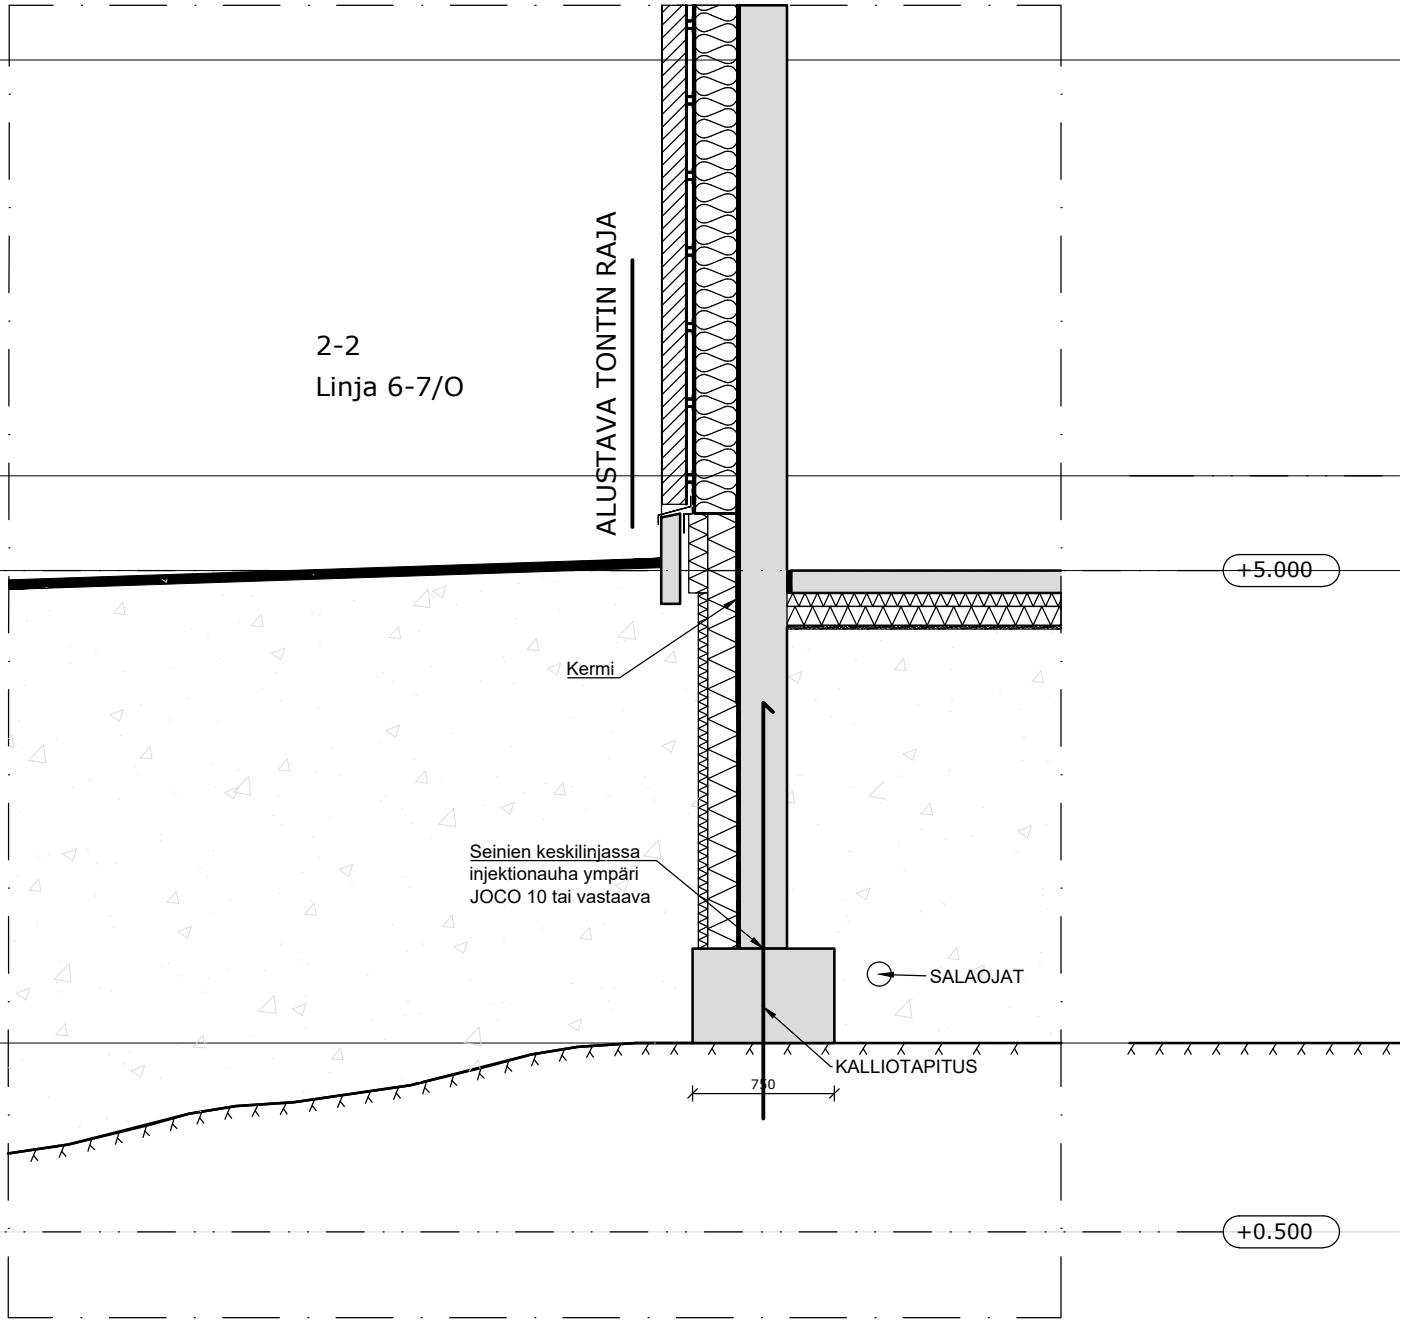 ALUSTAVA TONTIN RAJA
2-2
Linja 6-7/O
+5.000
Kermi
Seinien keskilinjassa
injektionauha ympäri
JOCO 10 tai vastaava
SALAOJAT
KALLIOTAPITUS
750
+0.500